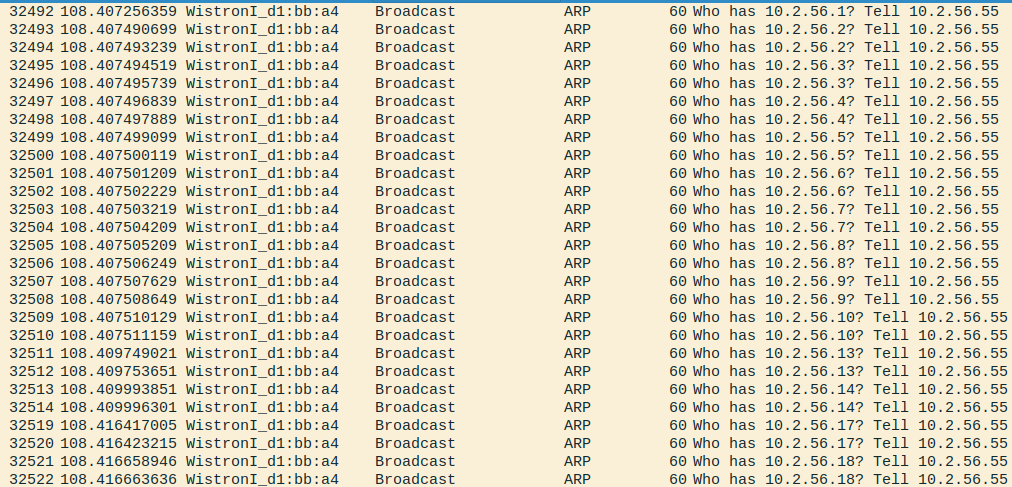 32492 108.407256359 WistronI_d1:bb:a4 Broadcast ARP 60 Who has 10.2.56.1? Tell 10.2.56.55
32493 108.407490699 WistronI_d1:bb:a4 Broadcast ARP 60 Who has 10.2.56.2? Tell 10.2.56.55
32494 108.407493239 WistronI_d1:bb:a4 Broadcast ARP 60 Who has 10.2.56.2? Tell 10.2.56.55
32495 108.407494519 WistronI_d1:bb:a4 Broadcast ARP 60 Who has 10.2.56.3? Tell 10.2.56.55
32496 108.407495739 WistronI_d1:bb:a4 Broadcast ARP 60 Who has 10.2.56.3? Tell 10.2.56.55
32497 108.407496839 WistronI_d1:bb:a4 Broadcast ARP 60 Who has 10.2.56.4? Tell 10.2.56.55
32498 108.407497889 WistronI_d1:bb:a4 Broadcast ARP 60 Who has 10.2.56.4? Tell 10.2.56.55
32499 108.407499099 WistronI_d1:bb:a4 Broadcast ARP 60 Who has 10.2.56.5? Tell 10.2.56.55
32500 108.407500119 WistronI_d1:bb:a4 Broadcast ARP 60 Who has 10.2.56.5? Tell 10.2.56.55
32501 108.407501209 WistronI_d1:bb:a4 Broadcast ARP 60 Who has 10.2.56.6? Tell 10.2.56.55
32502 108.407502229 WistronI_d1:bb:a4 Broadcast ARP 60 Who has 10.2.56.6? Tell 10.2.56.55
32503 108.407503219 WistronI_d1:bb:a4 Broadcast ARP 60 Who has 10.2.56.7? Tell 10.2.56.55
32504 108.407504209 WistronI_d1:bb:a4 Broadcast ARP 60 Who has 10.2.56.7? Tell 10.2.56.55
32505 108.407505209 WistronI_d1:bb:a4 Broadcast ARP 60 Who has 10.2.56.8? Tell 10.2.56.55
32506 108.407506249 WistronI_d1:bb:a4 Broadcast ARP 60 Who has 10.2.56.8? Tell 10.2.56.55
32507 108.407507629 WistronI_d1:bb:a4 Broadcast ARP 60 Who has 10.2.56.9? Tell 10.2.56.55
32508 108.407508649 WistronI_d1:bb:a4 Broadcast ARP 60 Who has 10.2.56.9? Tell 10.2.56.55
32509 108.407510129 WistronI_d1:bb:a4 Broadcast ARP 60 Who has 10.2.56.10? Tell 10.2.56.55
32510 108.407511159 WistronI_d1:bb:a4 Broadcast ARP 60 Who has 10.2.56.10? Tell 10.2.56.55
32511 108.409749021 WistronI_d1:bb:a4 Broadcast ARP 60 Who has 10.2.56.13? Tell 10.2.56.55
32512 108.409753651 WistronI_d1:bb:a4 Broadcast ARP 60 Who has 10.2.56.13? Tell 10.2.56.55
32513 108.409993851 WistronI_d1:bb:a4 Broadcast ARP 60 Who has 10.2.56.14? Tell 10.2.56.55
32514 108.409996301 WistronI_d1:bb:a4 Broadcast ARP 60 Who has 10.2.56.14? Tell 10.2.56.55
32519 108.416417005 WistronI_d1:bb:a4 Broadcast ARP 60 Who has 10.2.56.17? Tell 10.2.56.55
32520 108.416423215 WistronI_d1:bb:a4 Broadcast ARP 60 Who has 10.2.56.17? Tell 10.2.56.55
32521 108.416658946 WistronI_d1:bb:a4 Broadcast ARP 60 Who has 10.2.56.18? Tell 10.2.56.55
32522 108.416663636 WistronI_d1:bb:a4 Broadcast ARP 60 Who has 10.2.56.18? Tell 10.2.56.55